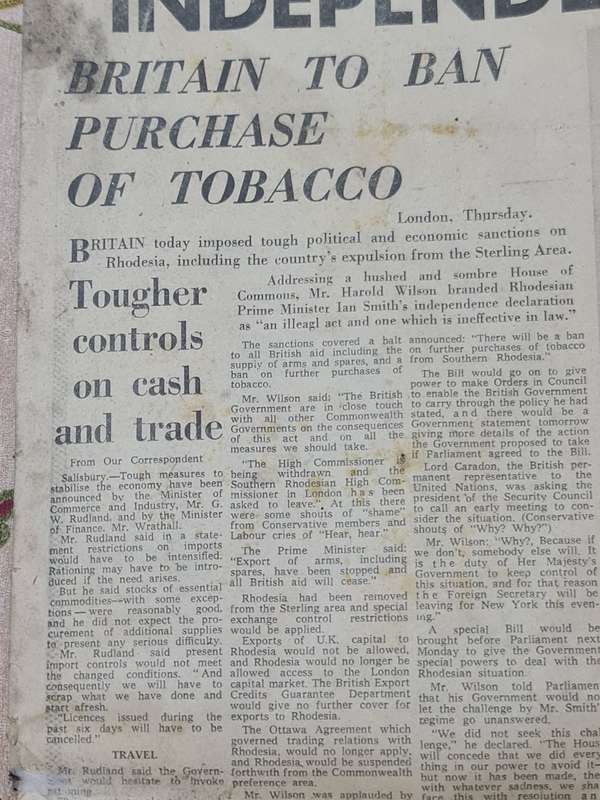 INDEPENDE
BRITAIN TO BAN
PURCHASE
OF TOBACCO
London, Thursday.
BRITAIN today imposed tough political and economic sanctions on
Rhodesia, including the country's expulsion from the Sterling Area.
Addressing a hushed and sombre House of
Commons, Mr. Harold Wilson branded Rhodesian
Prime Minister Ian Smith's independence declaration
as "an illeagl act and one which is ineffective in law."
Tougher
controls
on cash
and trade
From Our Correspondent
Salisbury.—Tough measures to
stabilise the economy have been
announced by the Minister of
Commerce and Industry, Mr. G.
W. Rudland, and by the Minister
of Finance, Mr. Wrathall.
Mr. Rudland said in a state-
ment restrictions on imports
would have to be intensified.
Rationing may have to be intro-
duced if the need arises.
But he said stocks of essential
commodities—with some excep-
tions — were reasonably good,
and he did not expect the pro-
curement of additional supplies
to present any serious difficulty.
Mr. Rudland said present
import controls would not meet
the changed conditions. "And
consequently we will have to
scrap what we have done and
start afresh.
"Licences issued during the
past six days will have to be
cancelled."
TRAVEL
Mr. Rudland said the Govern-
would hesitate to invoke
The sanctions covered a halt
to all British aid including the
supply of arms and spares, and a
ban on further purchases of
tobacco.
Mr. Wilson said: "The British
Government are in close touch
with all other Commonwealth
Governments on the consequences
of this act and on all the
measures we should take.
"The High Commissioner is
being withdrawn and the
Southern Rhodesian High Com-
missioner in London has been
asked to leave." At this there
were some shouts of "shame"
from Conservative members and
Labour cries of "Hear, hear."
The Prime Minister said:
"Export of arms, including
spares, have been stopped and
all British aid will cease."
Rhodesia had been removed
from the Sterling area and special
exchange control restrictions
would be applied.
Exports of U.K. capital to
Rhodesia would not be allowed,
and Rhodesia would no longer be
allowed access to the London
capital market. The British Export
Credits Guarantee Department
would give no further cover for
exports to Rhodesia.
The Ottawa Agreement which
governed trading relations with
Rhodesia, would no longer apply,
and Rhodesia would be suspended
forthwith from the Commonwealth
preference area.
Mr. Wilson was applauded by
announced: "There will be a ban
on further purchases of tobacco
from Southern Rhodesia."
The Bill would go on to give
power to make Orders in Council
to enable the British Government
to carry through the policy he had
stated, and there would be a
Government statement tomorrow
giving more details of the action
the Government proposed to take
if Parliament agreed to the Bill.
Lord Caradon, the British per-
manent representative to the
United Nations, was asking the
president of the Security Council
to call an early meeting to con-
sider the situation. (Conservative
shouts of "Why? Why?")
Mr. Wilson: "Why?, Because if
we don't, somebody else will. It
is the duty of Her Majesty's
Government to keep control of
this situation, and for that reason
the Foreign Secretary will be
leaving for New York this even-
ing."
A special Bill would be
brought before Parliament next
Monday to give the Government
special powers to deal with the
Rhodesian situation.
Mr. Wilson told Parliamen
that his Government would no
let the challenge by Mr. Smith'
regime go unanswered.
"We did not seek this chal
lenge," he declared. "The Hous
will concede that we did every
thing in our power to avoid it—
but now it has been made, the
with whatever sadness, we sha
face this with resolution an